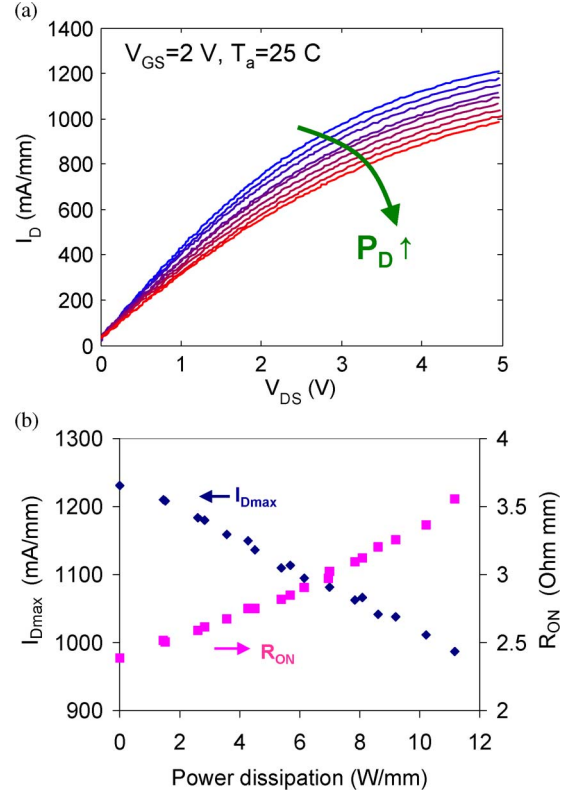 (a)
V_GS=2 V, T_a=25 C
1400
1200
1000
800
600
400
200
0
I_D (mA/mm)
P_D ↑
0 1 2 3 4 5
V_DS (V)
(b)
1300
1200
1100
1000
900
I_Dmax (mA/mm)
I_Dmax
R_ON
4
3.5
3
2.5
2
R_ON (Ohm mm)
0 2 4 6 8 10 12
Power dissipation (W/mm)